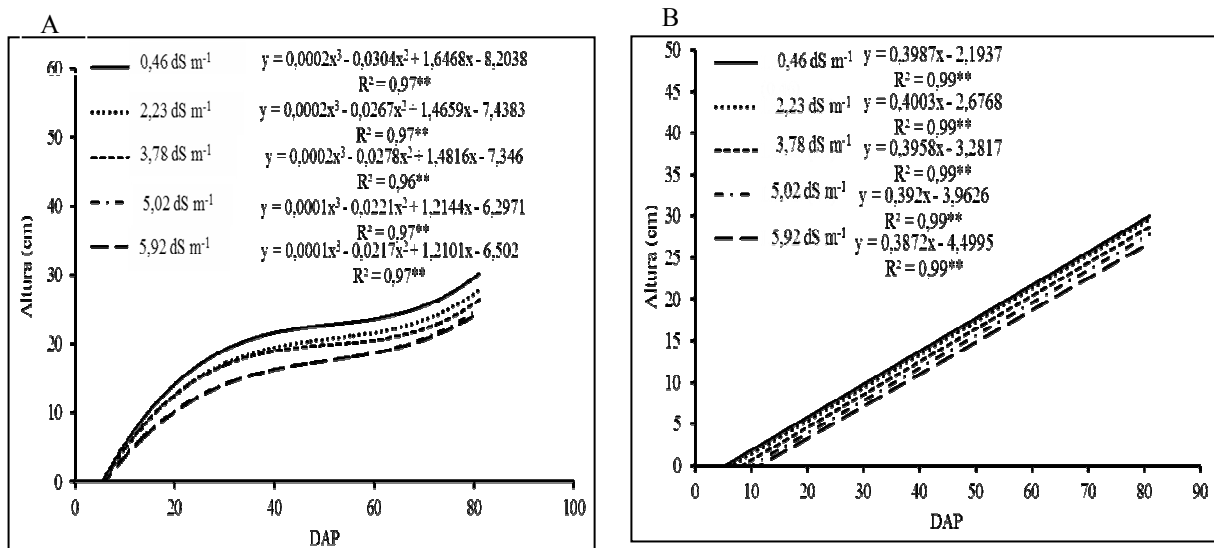 A
0,46 dS m⁻¹ y = 0,0002x³ - 0,0304x² + 1,6468x - 8,2038
R² = 0,97**
2,23 dS m⁻¹ y = 0,0002x³ - 0,0267x² + 1,4659x - 7,4383
R² = 0,97**
3,78 dS m⁻¹ y = 0,0002x³ - 0,0278x² + 1,4816x - 7,346
R² = 0,96**
5,02 dS m⁻¹ y = 0,0001x³ - 0,0221x² + 1,2144x - 6,2971
R² = 0,97**
5,92 dS m⁻¹ y = 0,0001x³ - 0,0217x² + 1,2101x - 6,502
R² = 0,97**
Altura (cm)
60
50
40
30
20
10
0
0 20 40 60 80 100
DAP
B
0,46 dS m⁻¹ y = 0,3987x - 2,1937
R² = 0,99**
2,23 dS m⁻¹ y = 0,4003x - 2,6768
R² = 0,99**
3,78 dS m⁻¹ y = 0,3958x - 3,2817
R² = 0,99**
5,02 dS m⁻¹ y = 0,392x - 3,9626
R² = 0,99**
5,92 dS m⁻¹ y = 0,3872x - 4,4995
R² = 0,99**
Altura (cm)
50
45
40
35
30
25
20
15
10
5
0
0 10 20 30 40 50 60 70 80 90
DAP